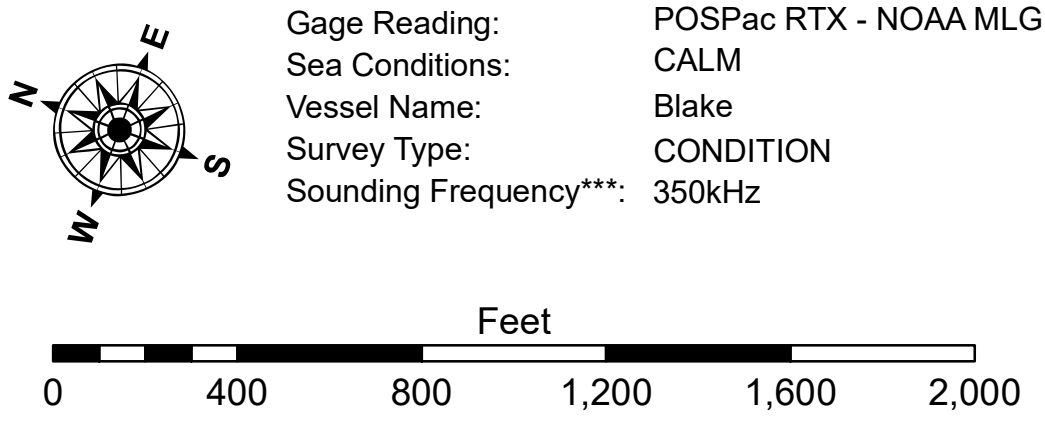 E
N
S
W
Gage Reading: POSPac RTX - NOAA MLG
Sea Conditions: CALM
Vessel Name: Blake
Survey Type: CONDITION
Sounding Frequency***: 350kHz
Feet
0 400 800 1,200 1,600 2,000